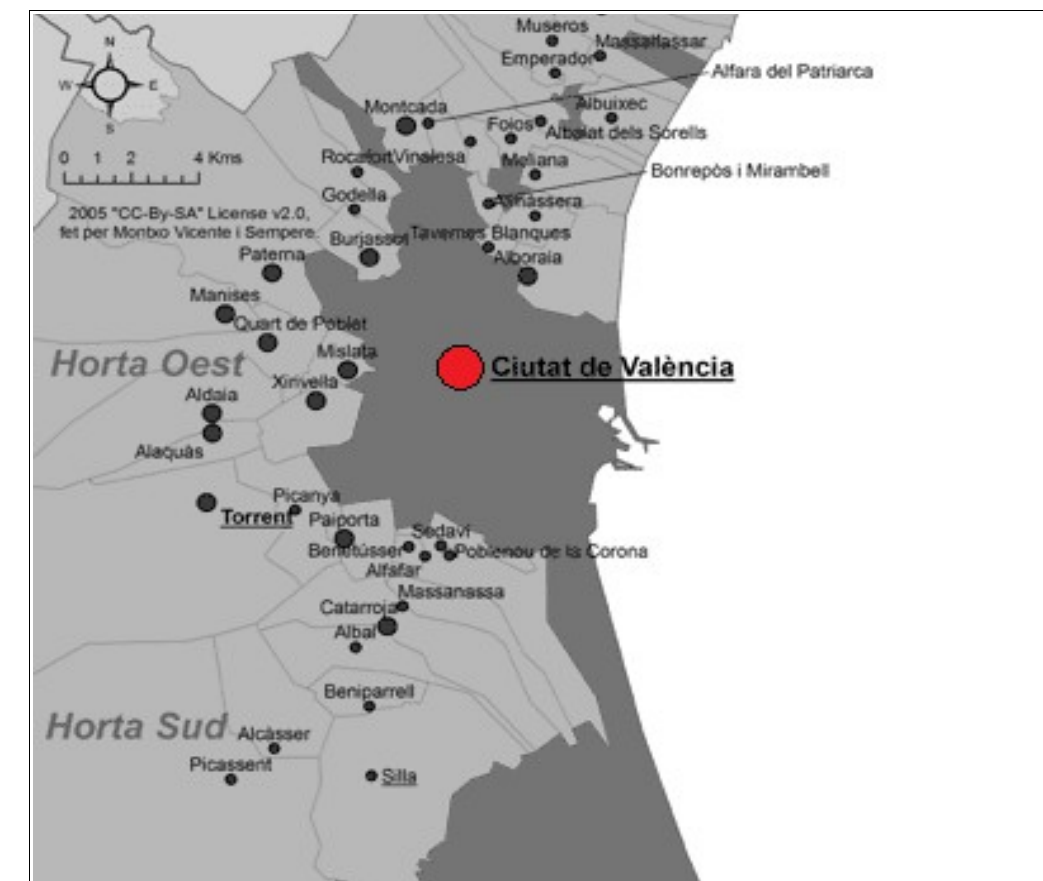 Museros
Massalfassar
Emperador
Alfara del Patriarca
N
W E
S
Montcada
Albuixec
Foios
Albalat dels Sorells
0 1 2 4 Kms
Rocafort
Vinalesa
Meliana
Bonrepòs i Mirambell
Godella
Almàssera
2005 "CC-By-SA" License v2.0,
fet per Montxo Vicente i Sempere.
Burjassot
Tavernes Blanques
Paterna
Alboraia
Manises
Quart de Poblet
Horta Oest
Mislata
Ciutat de València
Xirivella
Aldaia
Alaquàs
Picanya
Torrent
Paiporta
Sedaví
Benetússer
Poblenou de la Corona
Alfafar
Massanassa
Catarroja
Albal
Beniparrell
Horta Sud
Alcàsser
Picassent
Silla